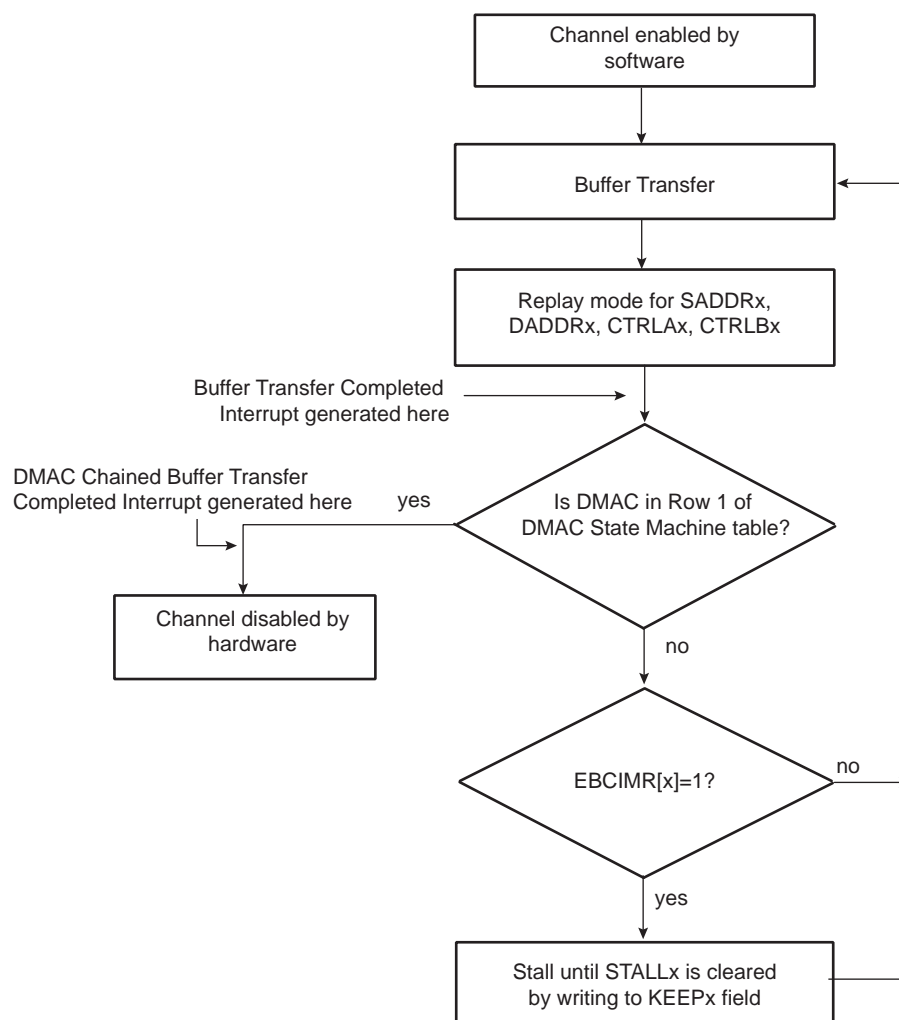 Channel enabled by
software
Buffer Transfer
Replay mode for SADDRx,
DADDRx, CTRLAx, CTRLBx
Buffer Transfer Completed
Interrupt generated here
DMAC Chained Buffer Transfer
Completed Interrupt generated here
yes
Is DMAC in Row 1 of
DMAC State Machine table?
Channel disabled by
hardware
no
EBCIMR[x]=1?
no
yes
Stall until STALLx is cleared
by writing to KEEPx field